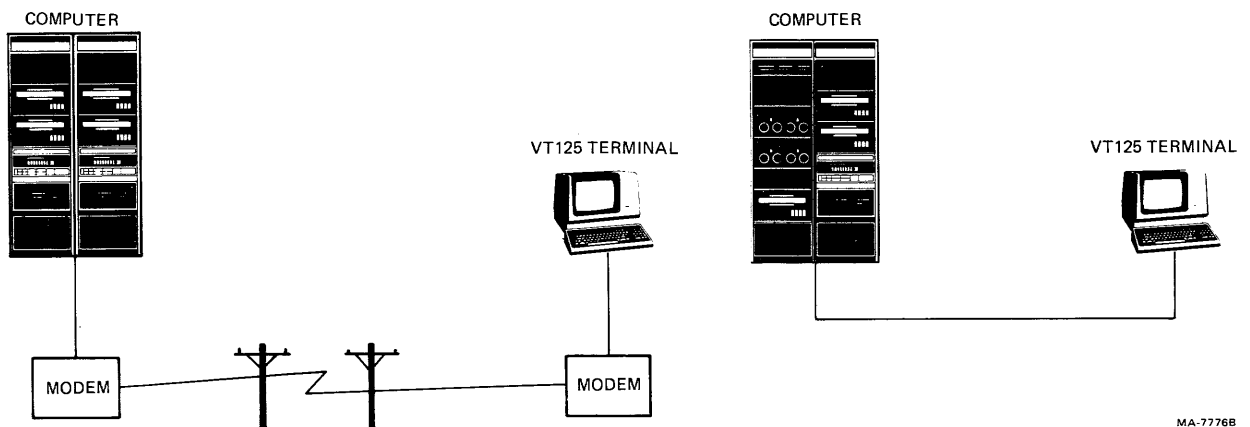 COMPUTER
VT125 TERMINAL
MODEM
MODEM
COMPUTER
VT125 TERMINAL
MA-7776B